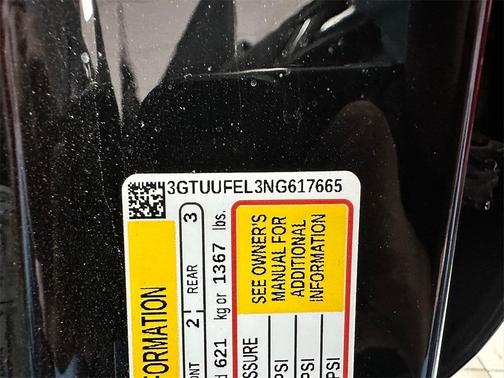 3GTUUFEL3NG617665
ORMATION
2 REAR 3
621 kg or 1367 lbs.
SEE OWNER'S
MANUAL FOR
ADDITIONAL
INFORMATION
SSURE
PSI
PSI
PSI